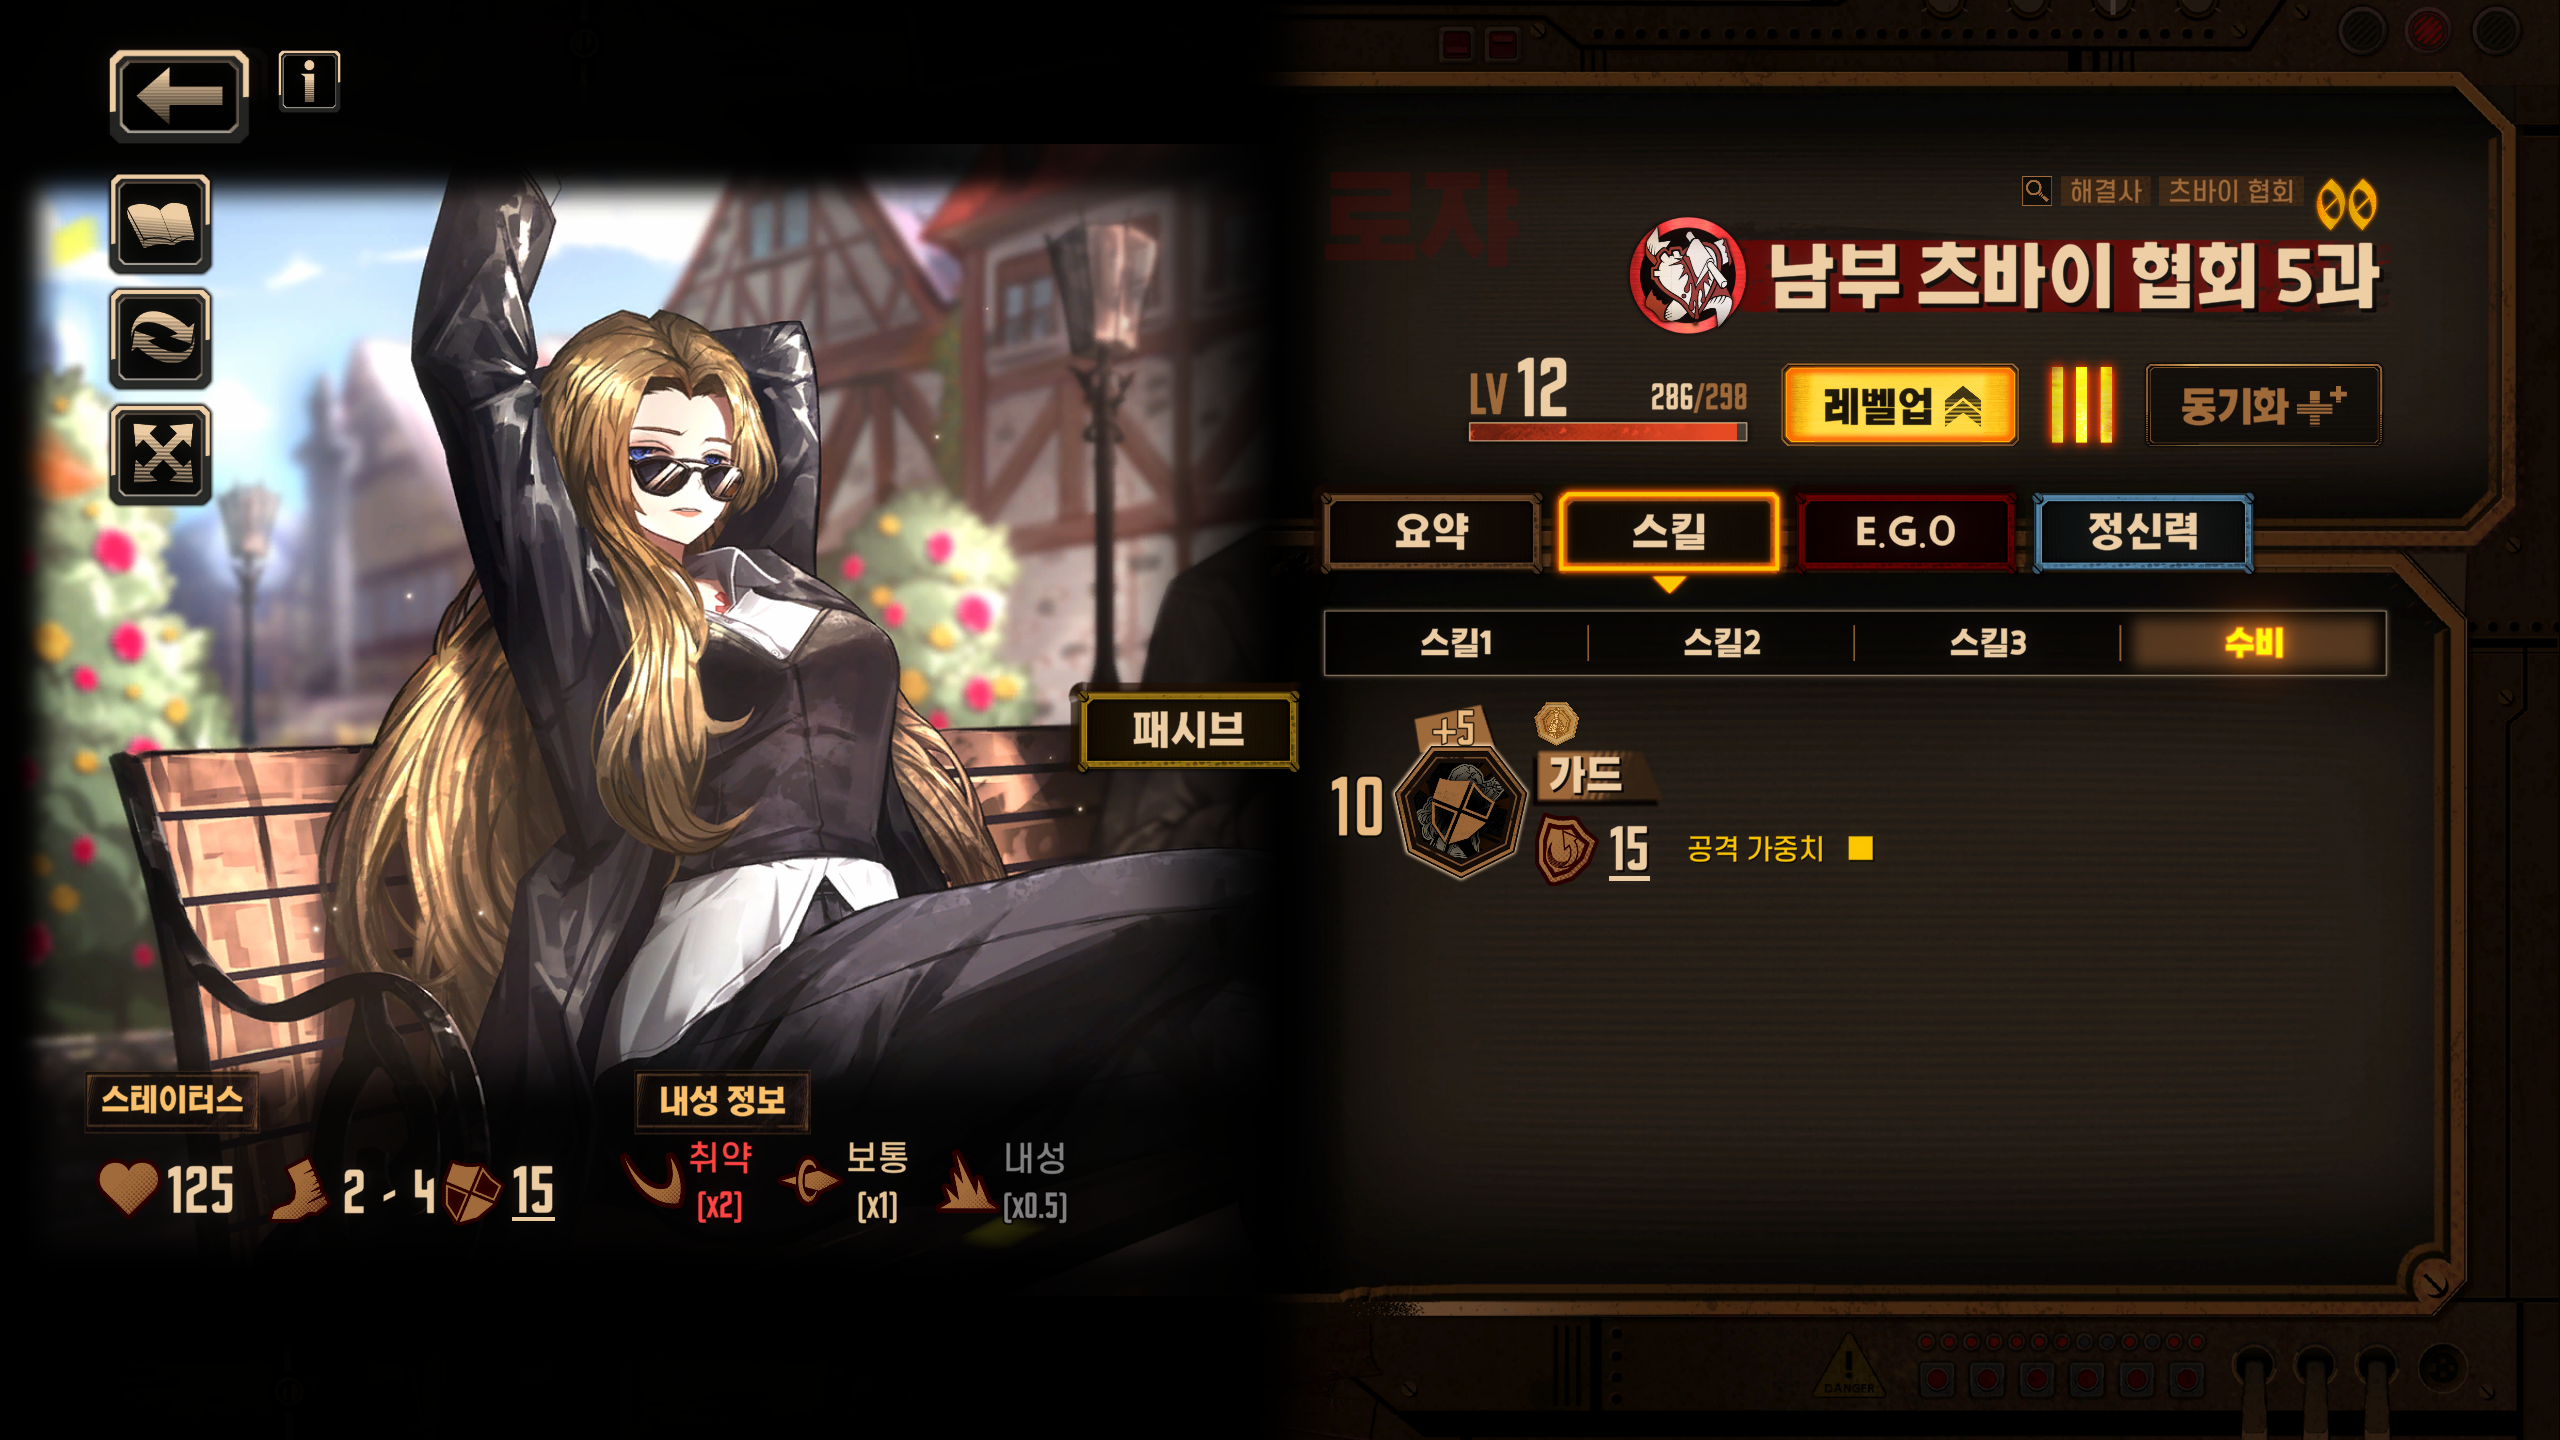 i
로쟈
해결사 츠바이 협회
남부 츠바이 협회 5과
LV 12
286/298
레벨업
동기화
요약
스킬
E.G.O
정신력
스킬1
스킬2
스킬3
수비
패시브
+5
10
가드
15
공격 가중치
스테이터스
125
2 - 4
15
내성 정보
취약
[x2]
보통
[x1]
내성
[x0.5]
DANGER